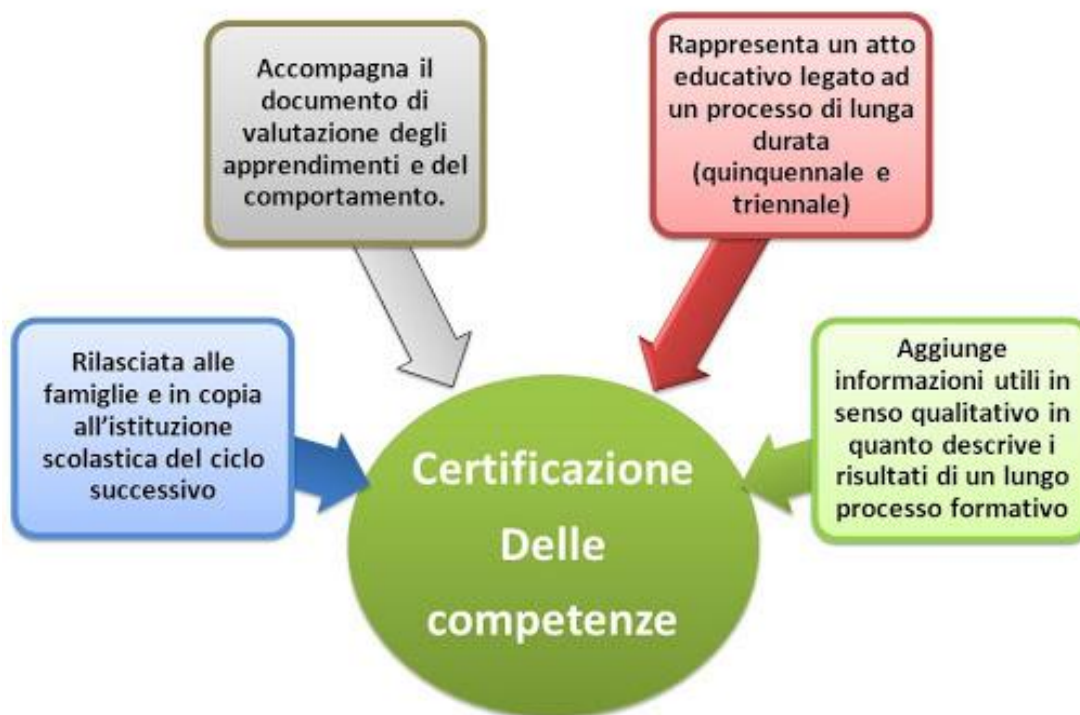 Accompagna il
documento di
valutazione degli
apprendimenti e del
comportamento.
Rappresenta un atto
educativo legato ad
un processo di lunga
durata
(quinquennale e
triennale)
Rilasciata alle
famiglie e in copia
all'istituzione
scolastica del ciclo
successivo
Aggiunge
informazioni utili in
senso qualitativo in
quanto descrive i
risultati di un lungo
processo formativo
Certificazione
Delle
competenze